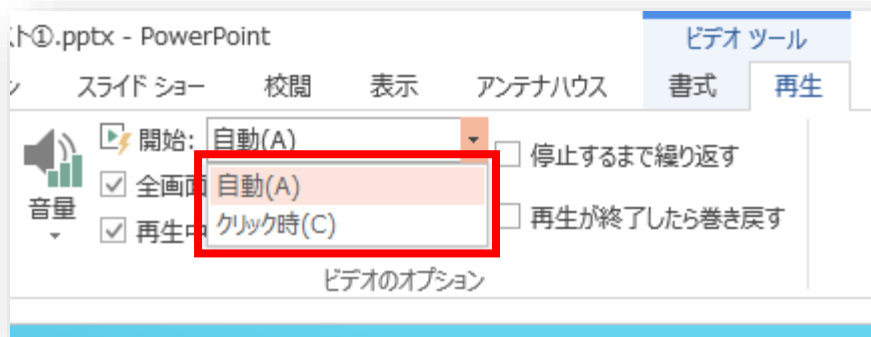 スト①.pptx - PowerPoint
ビデオ ツール
スライド ショー 校閲 表示 アンテナハウス 書式 再生
開始: 自動(A)
停止するまで繰り返す
全画面
自動(A)
音量
クリック時(C)
再生中
再生が終了したら巻き戻す
ビデオのオプション